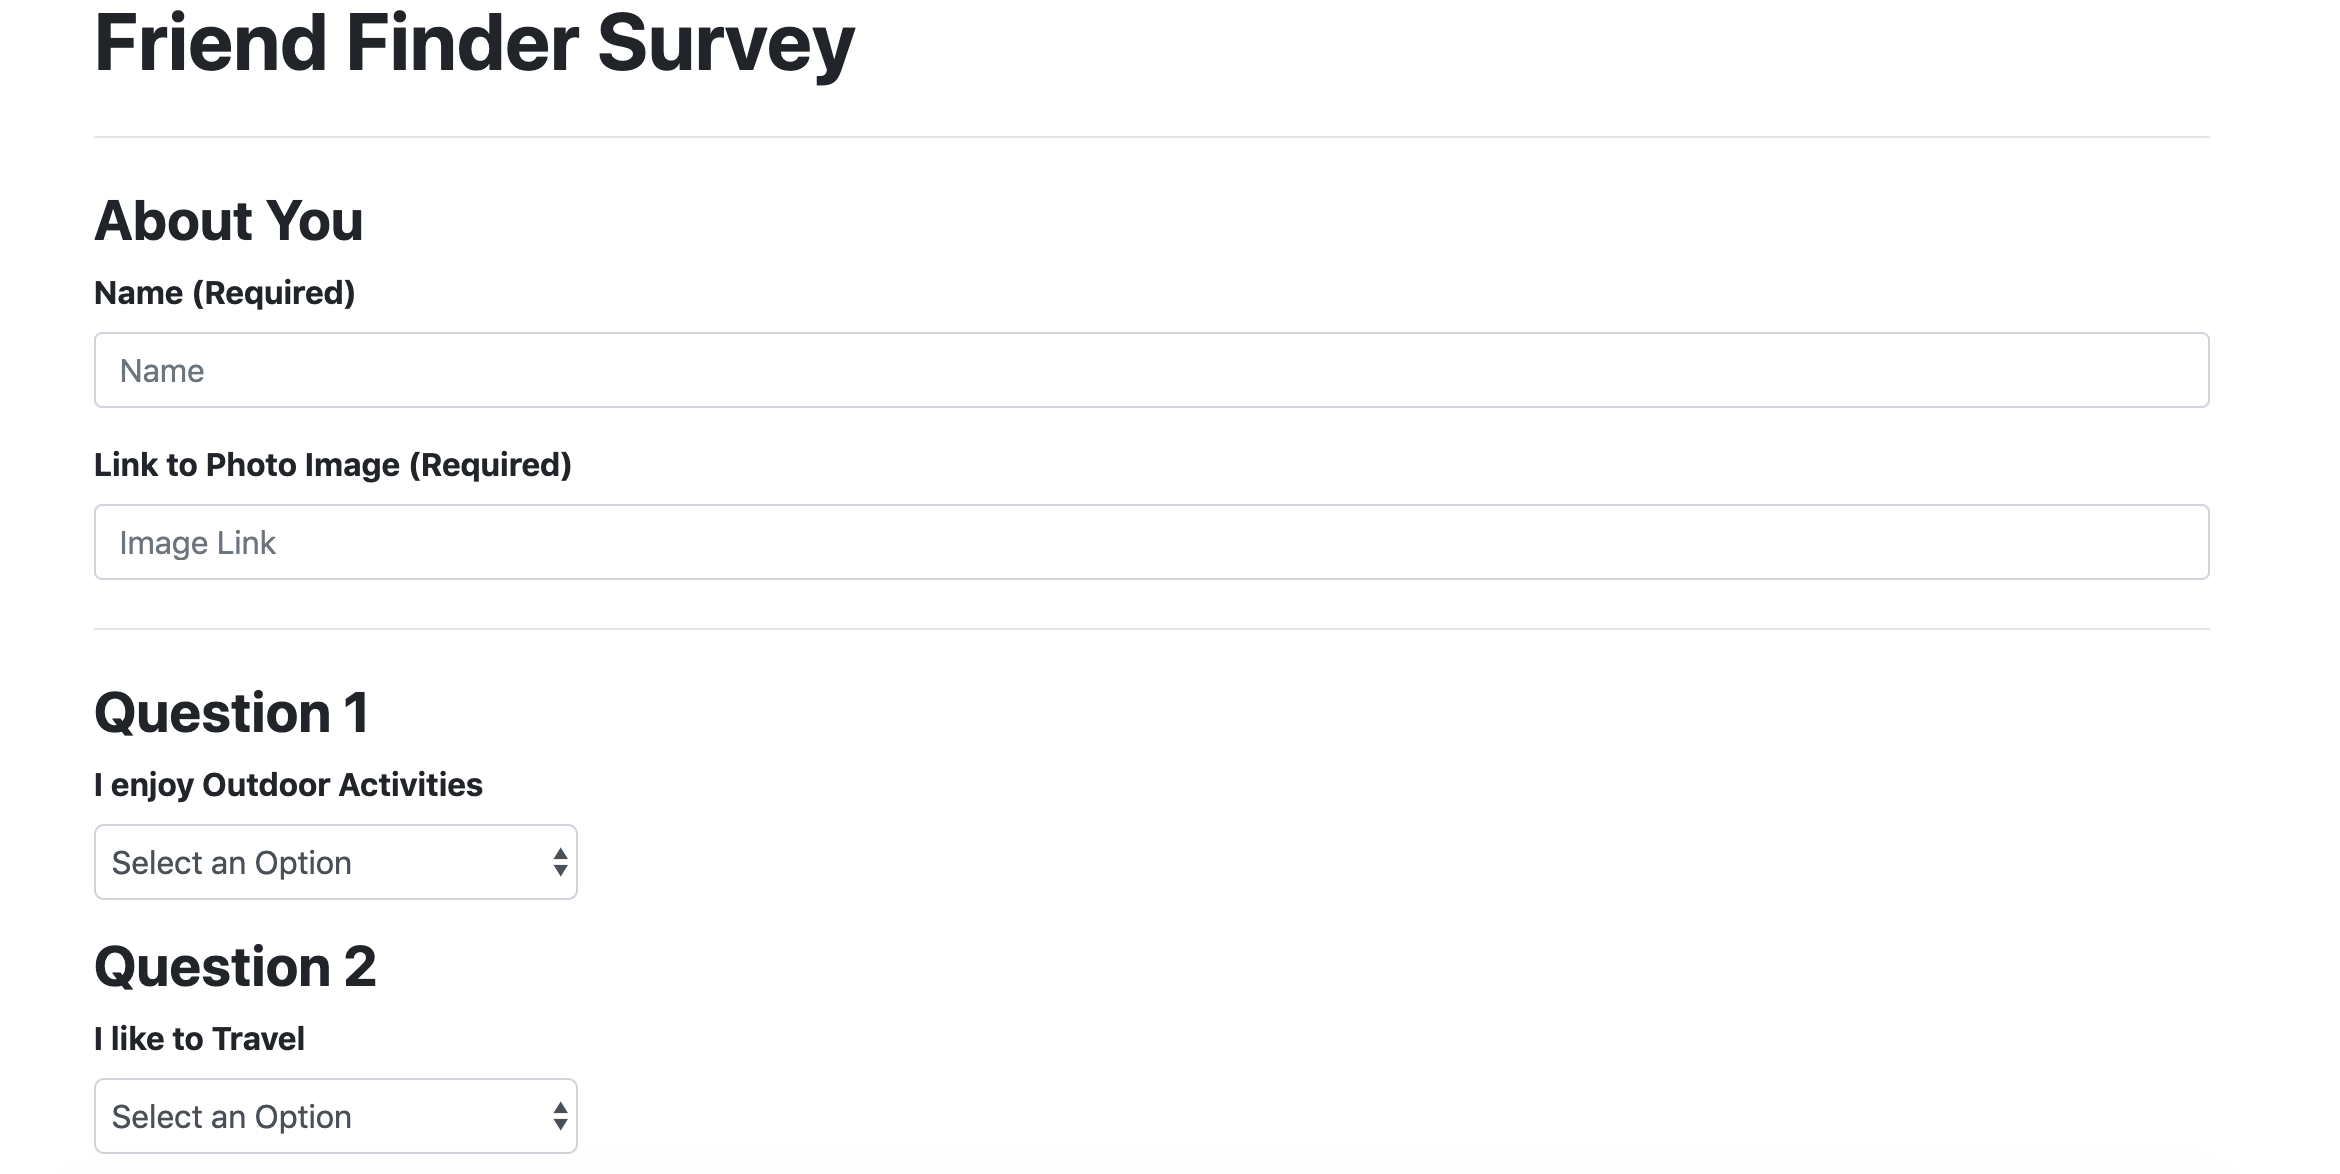 Friend Finder Survey
About You
Name (Required)
Name
Link to Photo Image (Required)
Image Link
Question 1
I enjoy Outdoor Activities
Select an Option
Question 2
I like to Travel
Select an Option